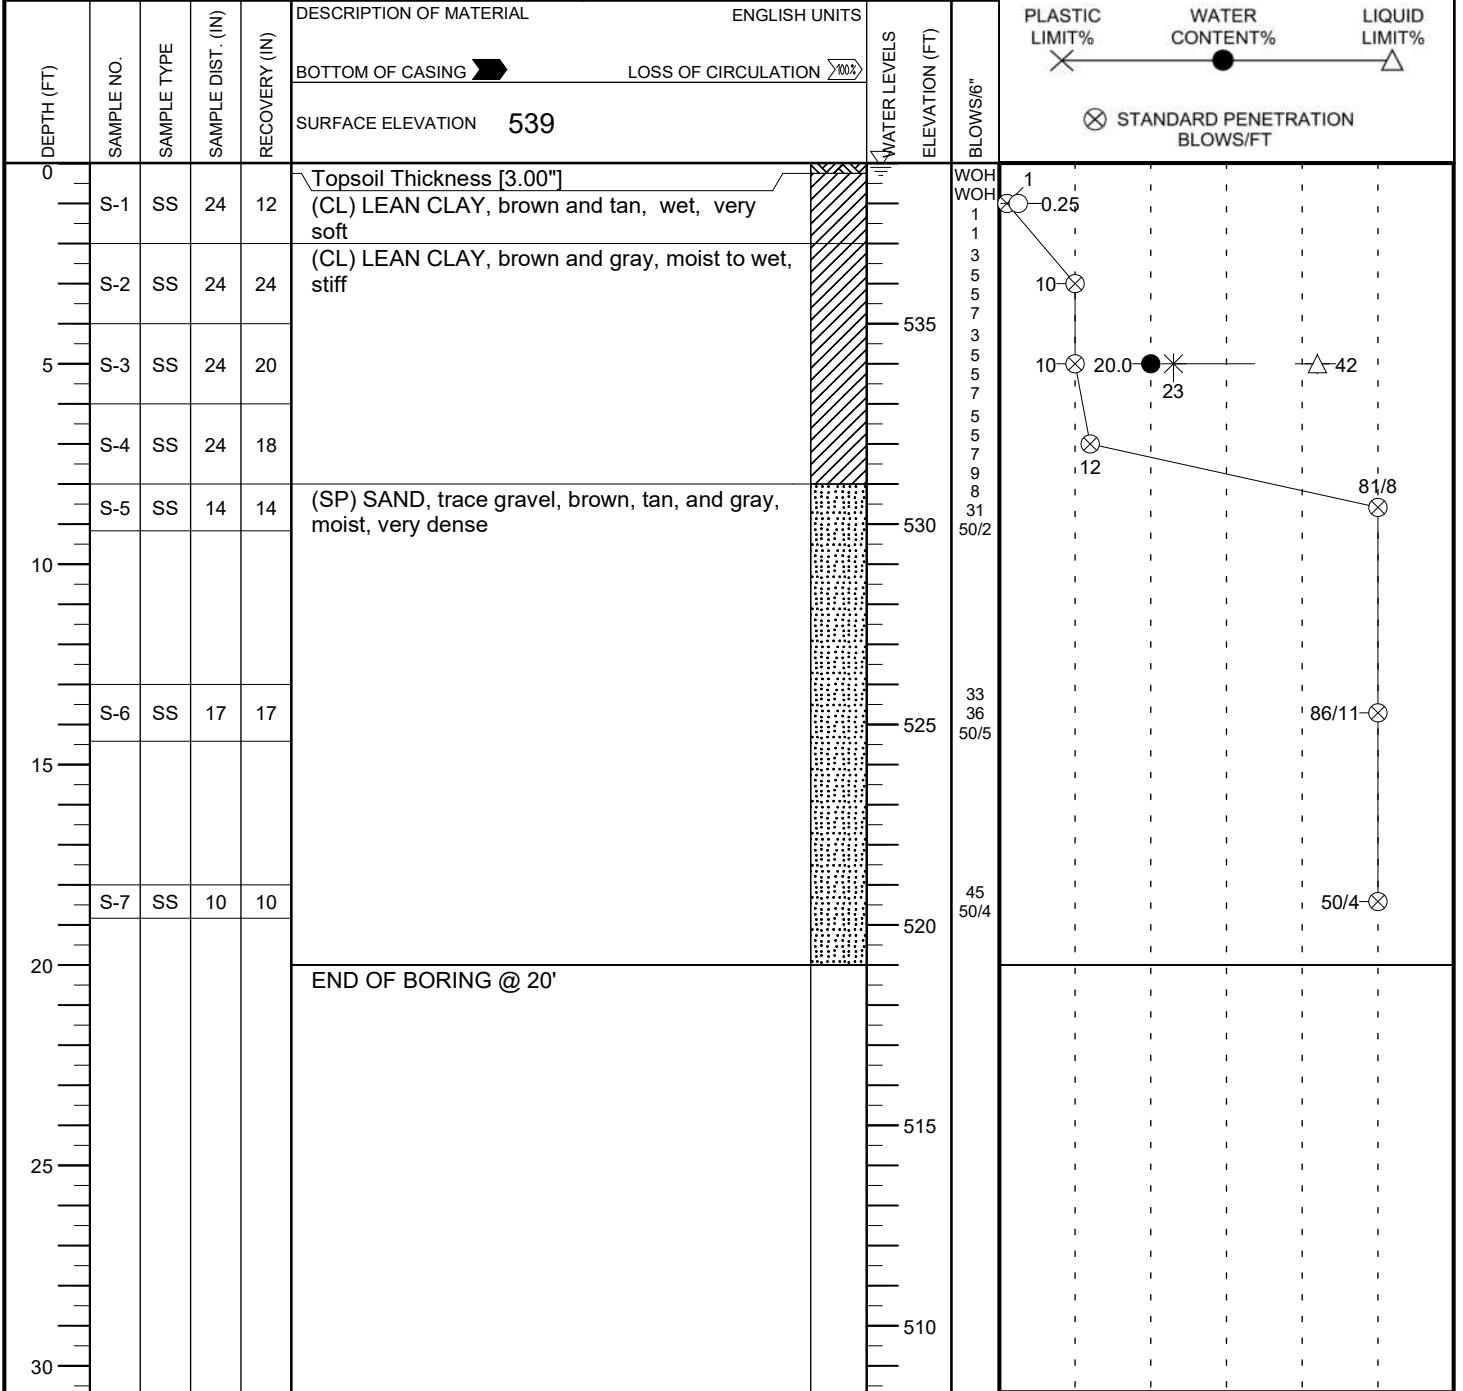 DEPTH (FT)
SAMPLE NO.
SAMPLE TYPE
SAMPLE DIST. (IN)
RECOVERY (IN)
DESCRIPTION OF MATERIAL ENGLISH UNITS
BOTTOM OF CASING LOSS OF CIRCULATION 100%
SURFACE ELEVATION 539
WATER LEVELS
ELEVATION (FT)
BLOWS/6"
PLASTIC WATER LIQUID
LIMIT% CONTENT% LIMIT%
STANDARD PENETRATION
BLOWS/FT
0
Topsoil Thickness [3.00"]
WOH
WOH
1
1
S-1 SS 24 12
(CL) LEAN CLAY, brown and tan, wet, very
soft
1
0.25
(CL) LEAN CLAY, brown and gray, moist to wet,
stiff
S-2 SS 24 24
3
5
5
7
10
535
5
S-3 SS 24 20
3
5
5
7
10 20.0 42
23
S-4 SS 24 18
5
5
7
9
12
(SP) SAND, trace gravel, brown, tan, and gray,
moist, very dense
S-5 SS 14 14
8
31
50/2
81/8
530
10
S-6 SS 17 17
33
36
50/5
86/11
525
15
S-7 SS 10 10
45
50/4
50/4
520
20
END OF BORING @ 20'
515
25
510
30